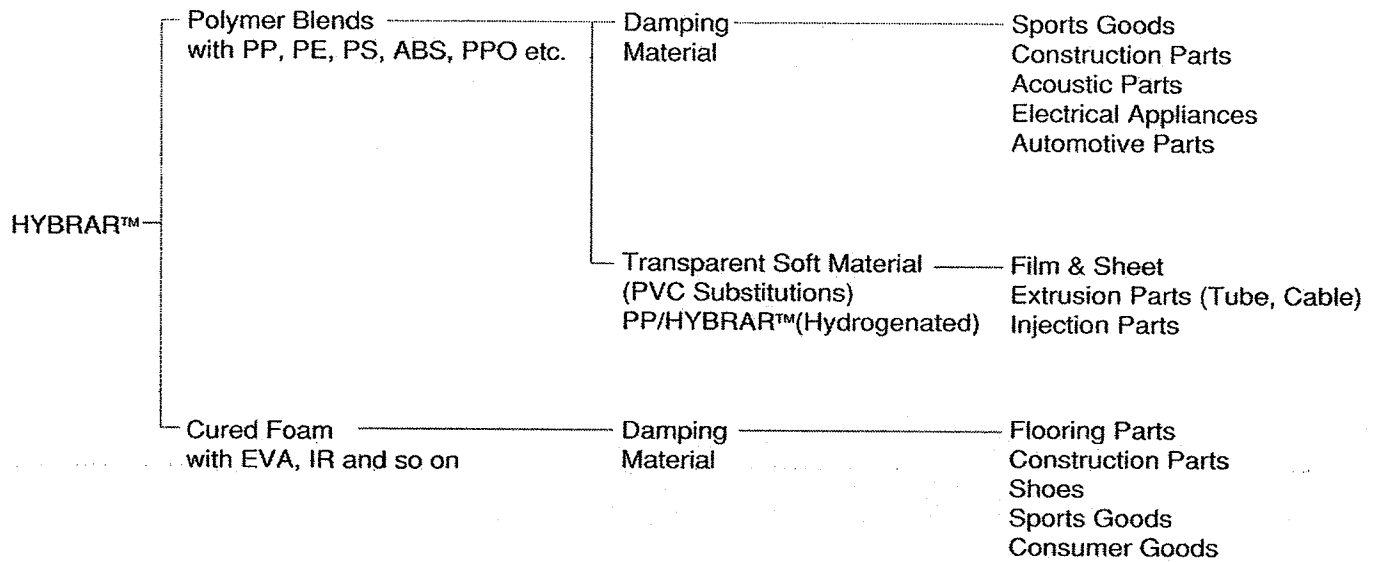 Polymer Blends
with PP, PE, PS, ABS, PPO etc.
Damping
Material
Sports Goods
Construction Parts
Acoustic Parts
Electrical Appliances
Automotive Parts
HYBRAR™
Transparent Soft Material
(PVC Substitutions)
PP/HYBRAR™(Hydrogenated)
Film & Sheet
Extrusion Parts (Tube, Cable)
Injection Parts
Cured Foam
with EVA, IR and so on
Damping
Material
Flooring Parts
Construction Parts
Shoes
Sports Goods
Consumer Goods